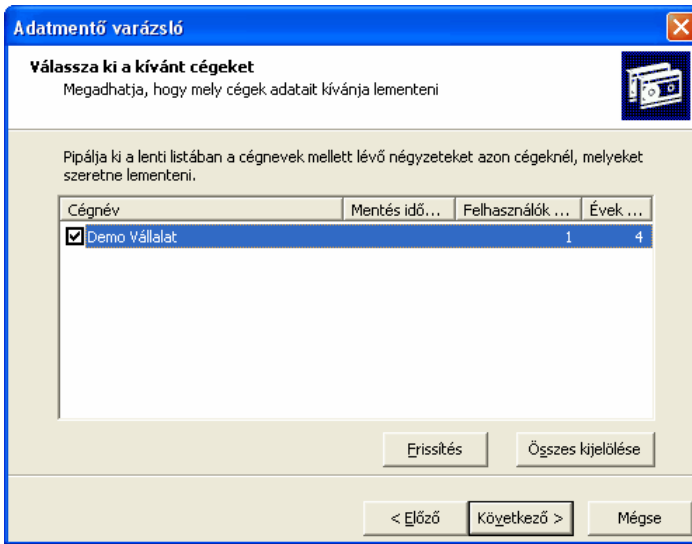 Adatmentő varázsló
Válassza ki a kívánt cégeket
Megadhatja, hogy mely cégek adatait kívánja lementeni
Pipálja ki a lenti listában a cégnevek mellett lévő négyzeteket azon cégeknél, melyeket
szeretne lementeni.
Cégnév Mentés idő... Felhasználók ... Évek ...
Demo Vállalat 1 4
Frissítés Összes kijelölése
< Előző Következő > Mégse